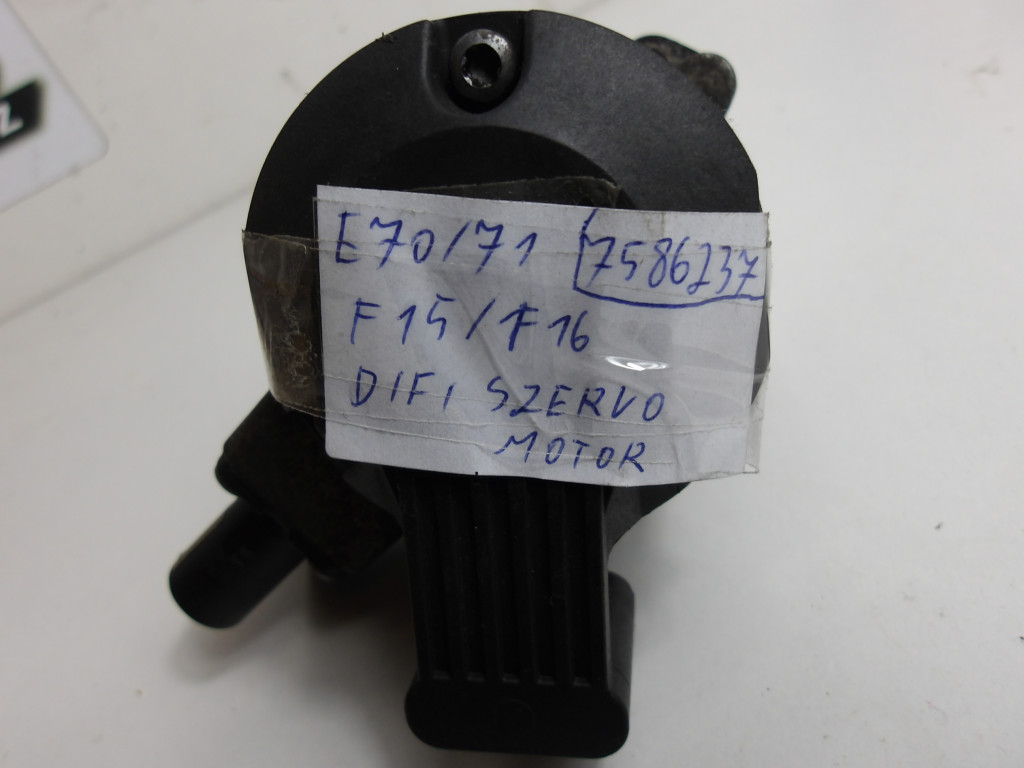 E70/71 7586237
F15/F16
DIFI SZERVO
MOTOR
Z